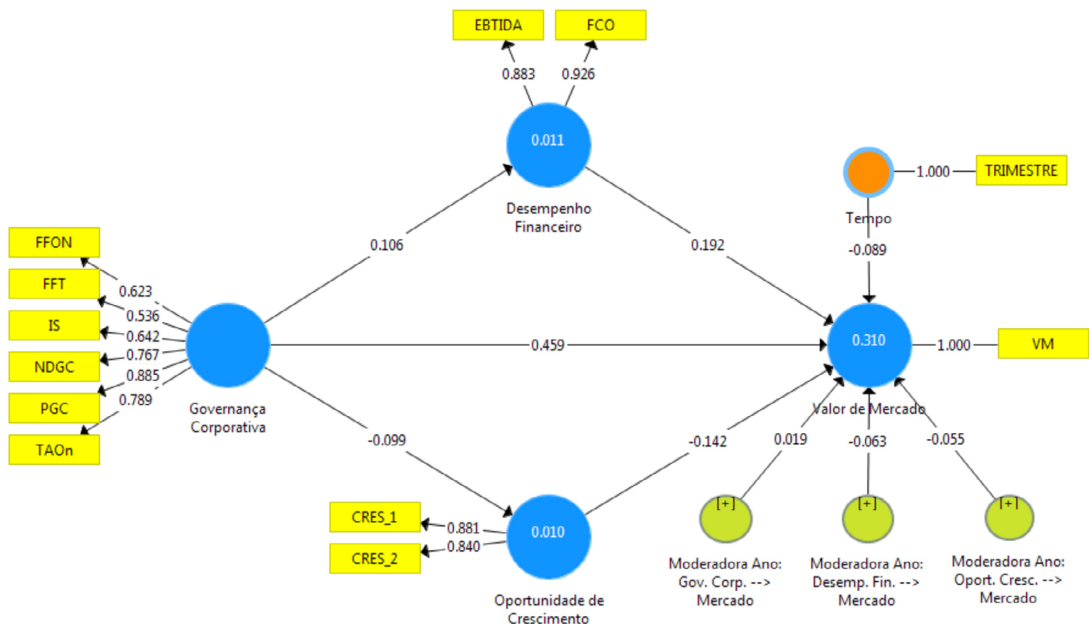 EBTIDA
FCO
0.883
0.926
0.011
Desempenho
Financeiro
1.000
TRIMESTRE
Tempo
-0.089
0.106
0.192
FFON
FFT
IS
NDGC
PGC
TAOn
0.623
0.536
0.642
0.767
0.885
0.789
Governança
Corporativa
0.459
0.310
1.000
VM
Valor de Mercado
-0.099
-0.142
0.019
-0.063
-0.055
CRES_1
CRES_2
0.881
0.840
0.010
Oportunidade de
Crescimento
[+]
[+]
[+]
Moderadora Ano:
Gov. Corp. -->
Mercado
Moderadora Ano:
Desemp. Fin. -->
Mercado
Moderadora Ano:
Oport. Cresc. -->
Mercado